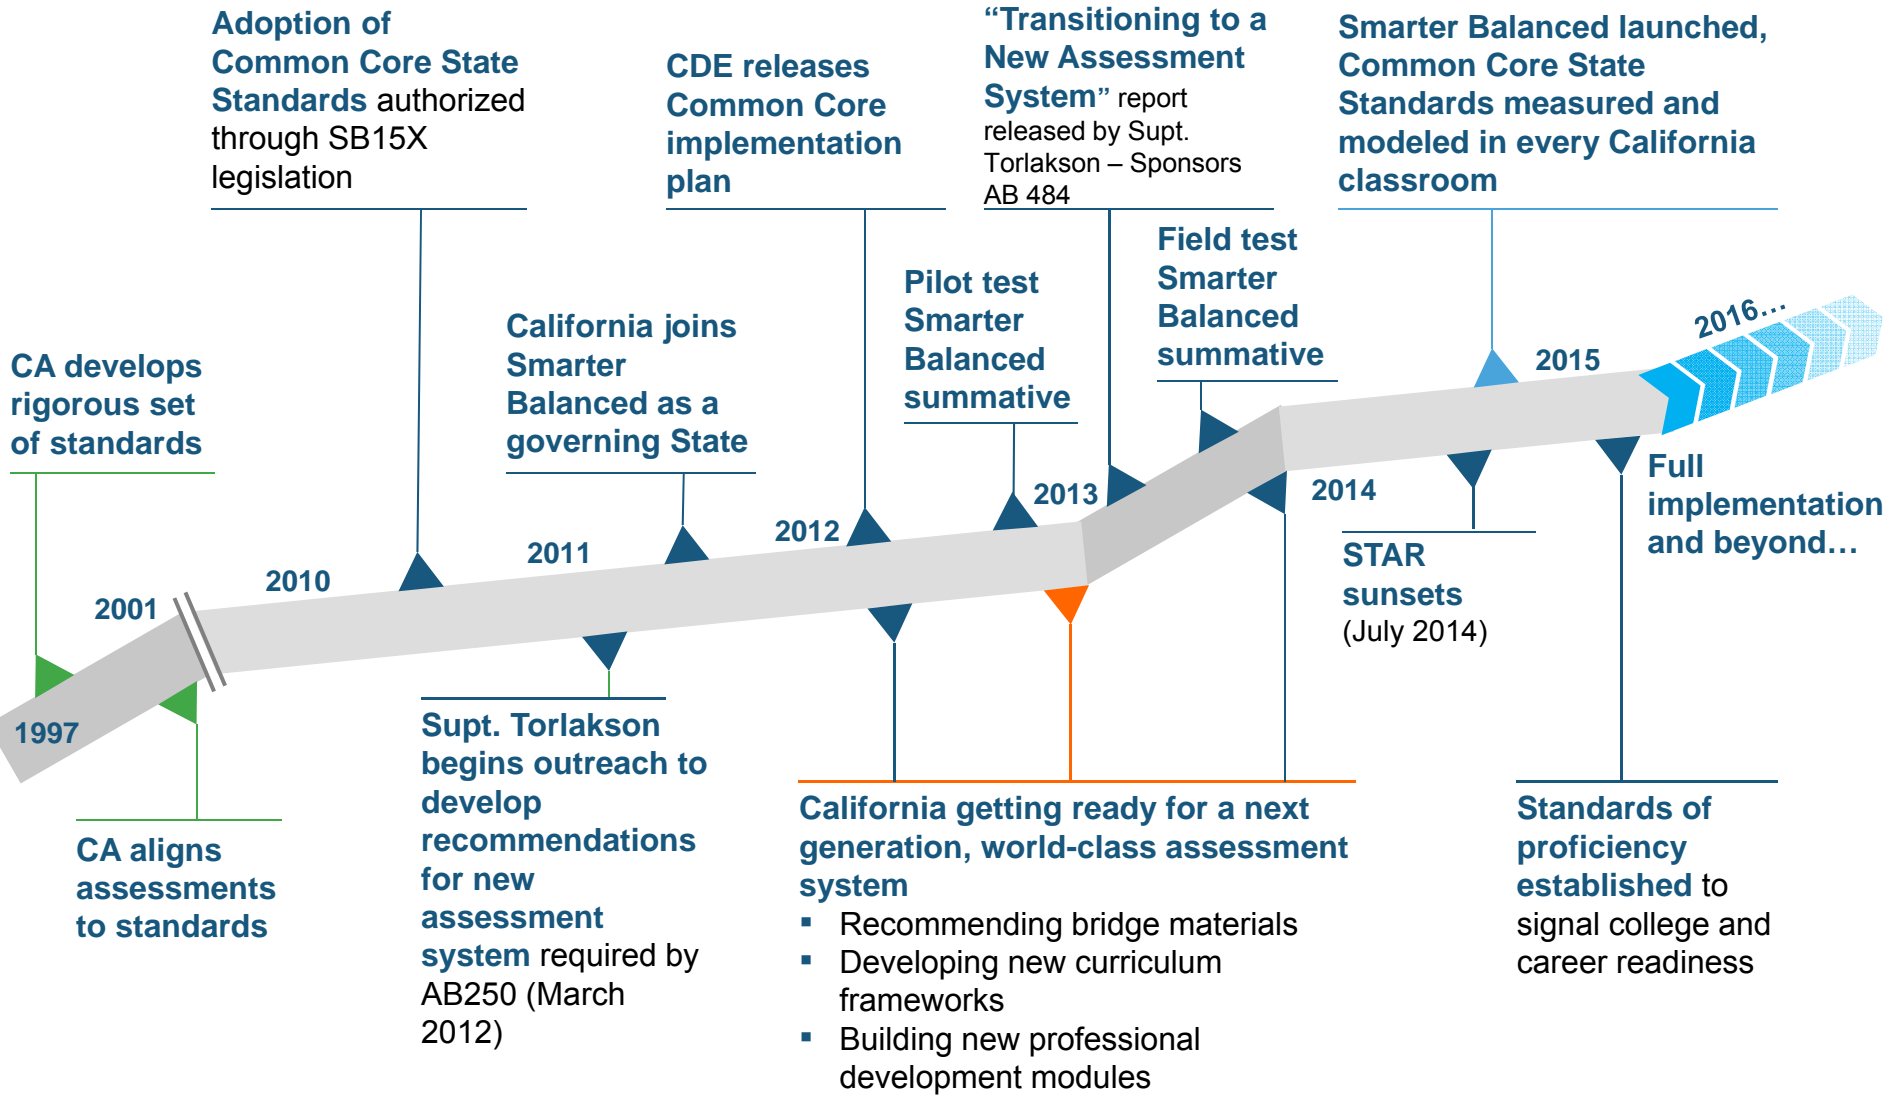 Adoption of
Common Core State
Standards authorized
through SB15X
legislation
CDE releases
Common Core
implementation
plan
“Transitioning to a
New Assessment
System” report
released by Supt.
Torlakson – Sponsors
AB 484
Smarter Balanced launched,
Common Core State
Standards measured and
modeled in every California
classroom
CA develops
rigorous set
of standards
California joins
Smarter
Balanced as a
governing State
Pilot test
Smarter
Balanced
summative
Field test
Smarter
Balanced
summative
1997
2001
2010
2011
2012
2013
2014
2015
2016…
CA aligns
assessments
to standards
Supt. Torlakson
begins outreach to
develop
recommendations
for new
assessment
system required by
AB250 (March
2012)
California getting ready for a next
generation, world-class assessment
system
▪ Recommending bridge materials
▪ Developing new curriculum
frameworks
▪ Building new professional
development modules
STAR
sunsets
(July 2014)
Full
implementation
and beyond…
Standards of
proficiency
established to
signal college and
career readiness